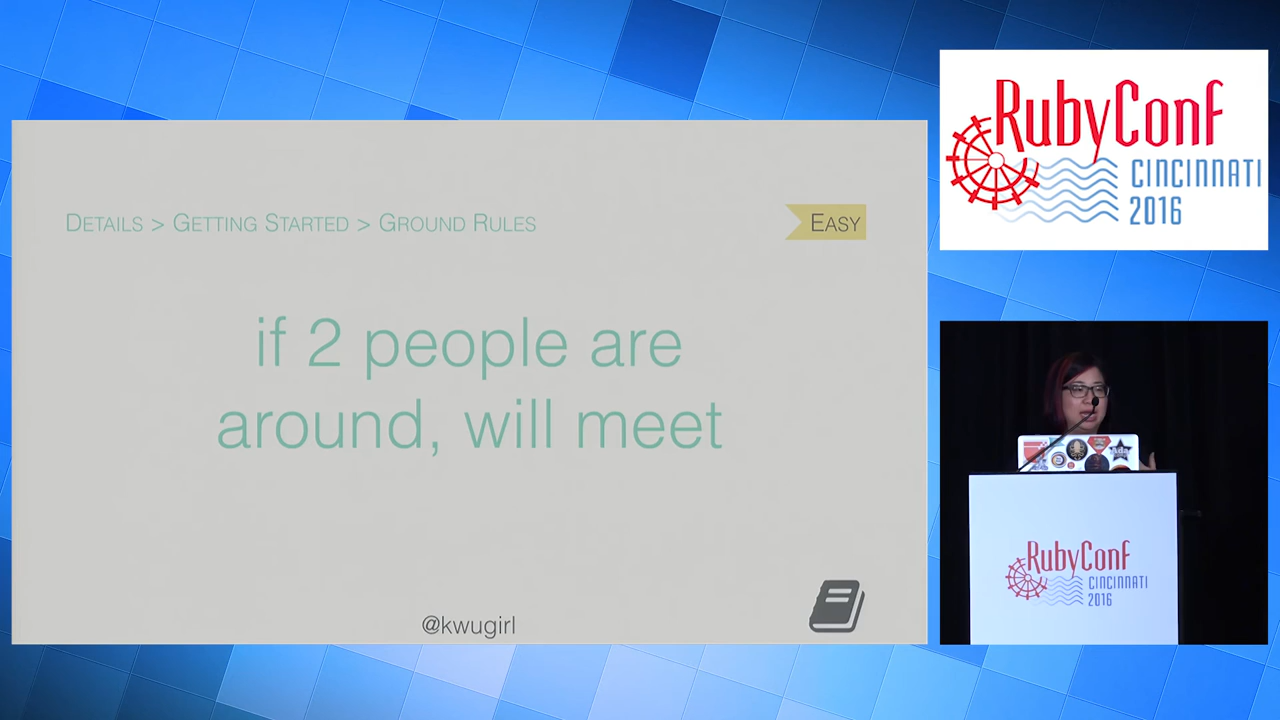 DETAILS > GETTING STARTED > GROUND RULES
EASY
if 2 people are
around, will meet
@kwugirl
RUBYCONF
CINCINNATI
2016
RUBYCONF
CINCINNATI
2016